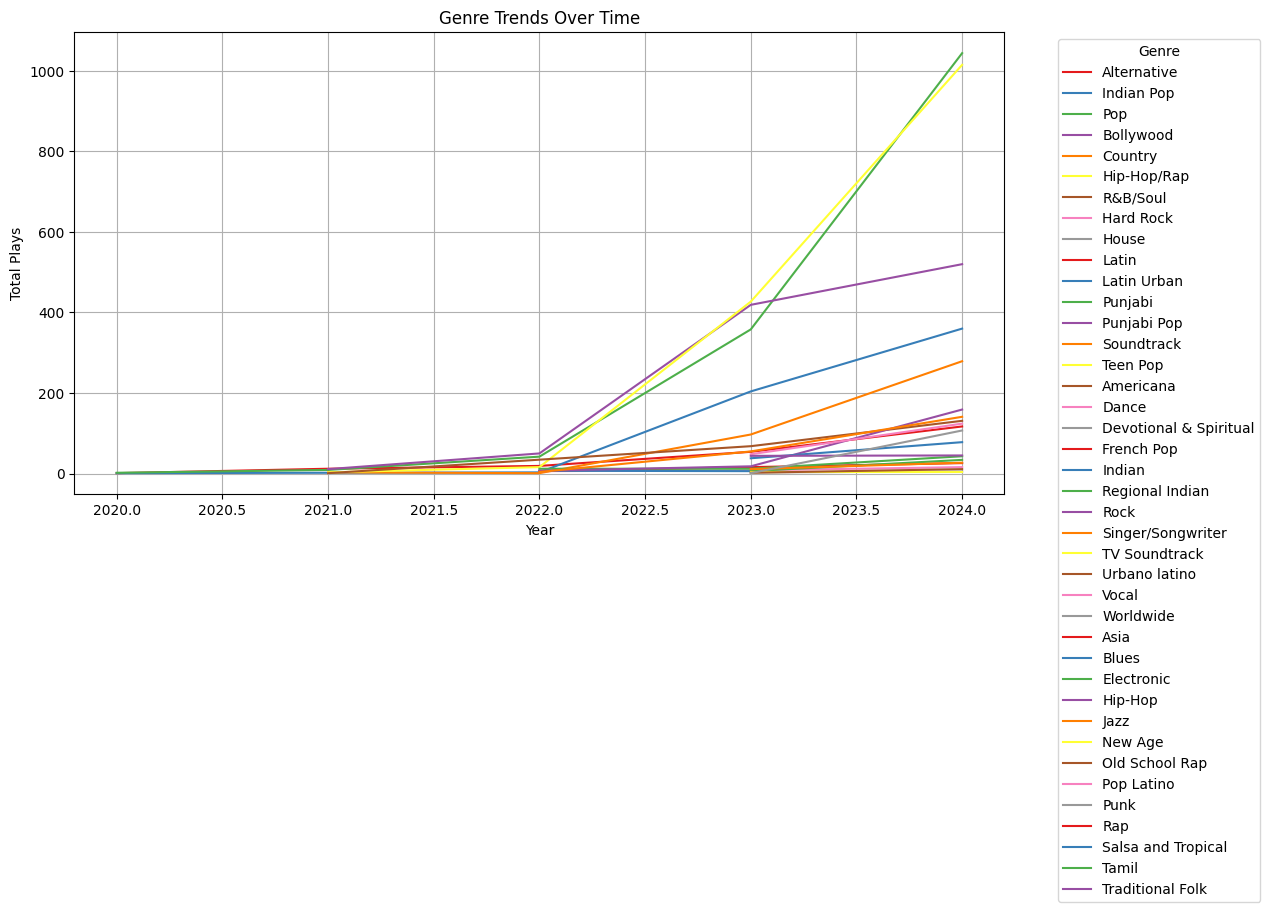 Genre Trends Over Time
Total Plays
1000
800
600
400
200
0
2020.0 2020.5 2021.0 2021.5 2022.0 2022.5 2023.0 2023.5 2024.0
Year
Genre
Alternative
Indian Pop
Pop
Bollywood
Country
Hip-Hop/Rap
R&B/Soul
Hard Rock
House
Latin
Latin Urban
Punjabi
Punjabi Pop
Soundtrack
Teen Pop
Americana
Dance
Devotional & Spiritual
French Pop
Indian
Regional Indian
Rock
Singer/Songwriter
TV Soundtrack
Urbano latino
Vocal
Worldwide
Asia
Blues
Electronic
Hip-Hop
Jazz
New Age
Old School Rap
Pop Latino
Punk
Rap
Salsa and Tropical
Tamil
Traditional Folk